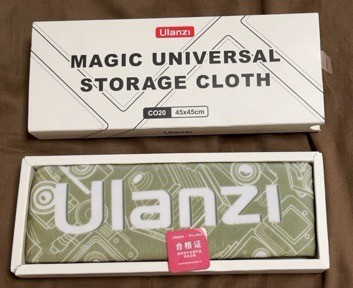 Ulanzi
MAGIC UNIVERSAL
STORAGE CLOTH
CO20 45x45cm
Ulanzi
合格证